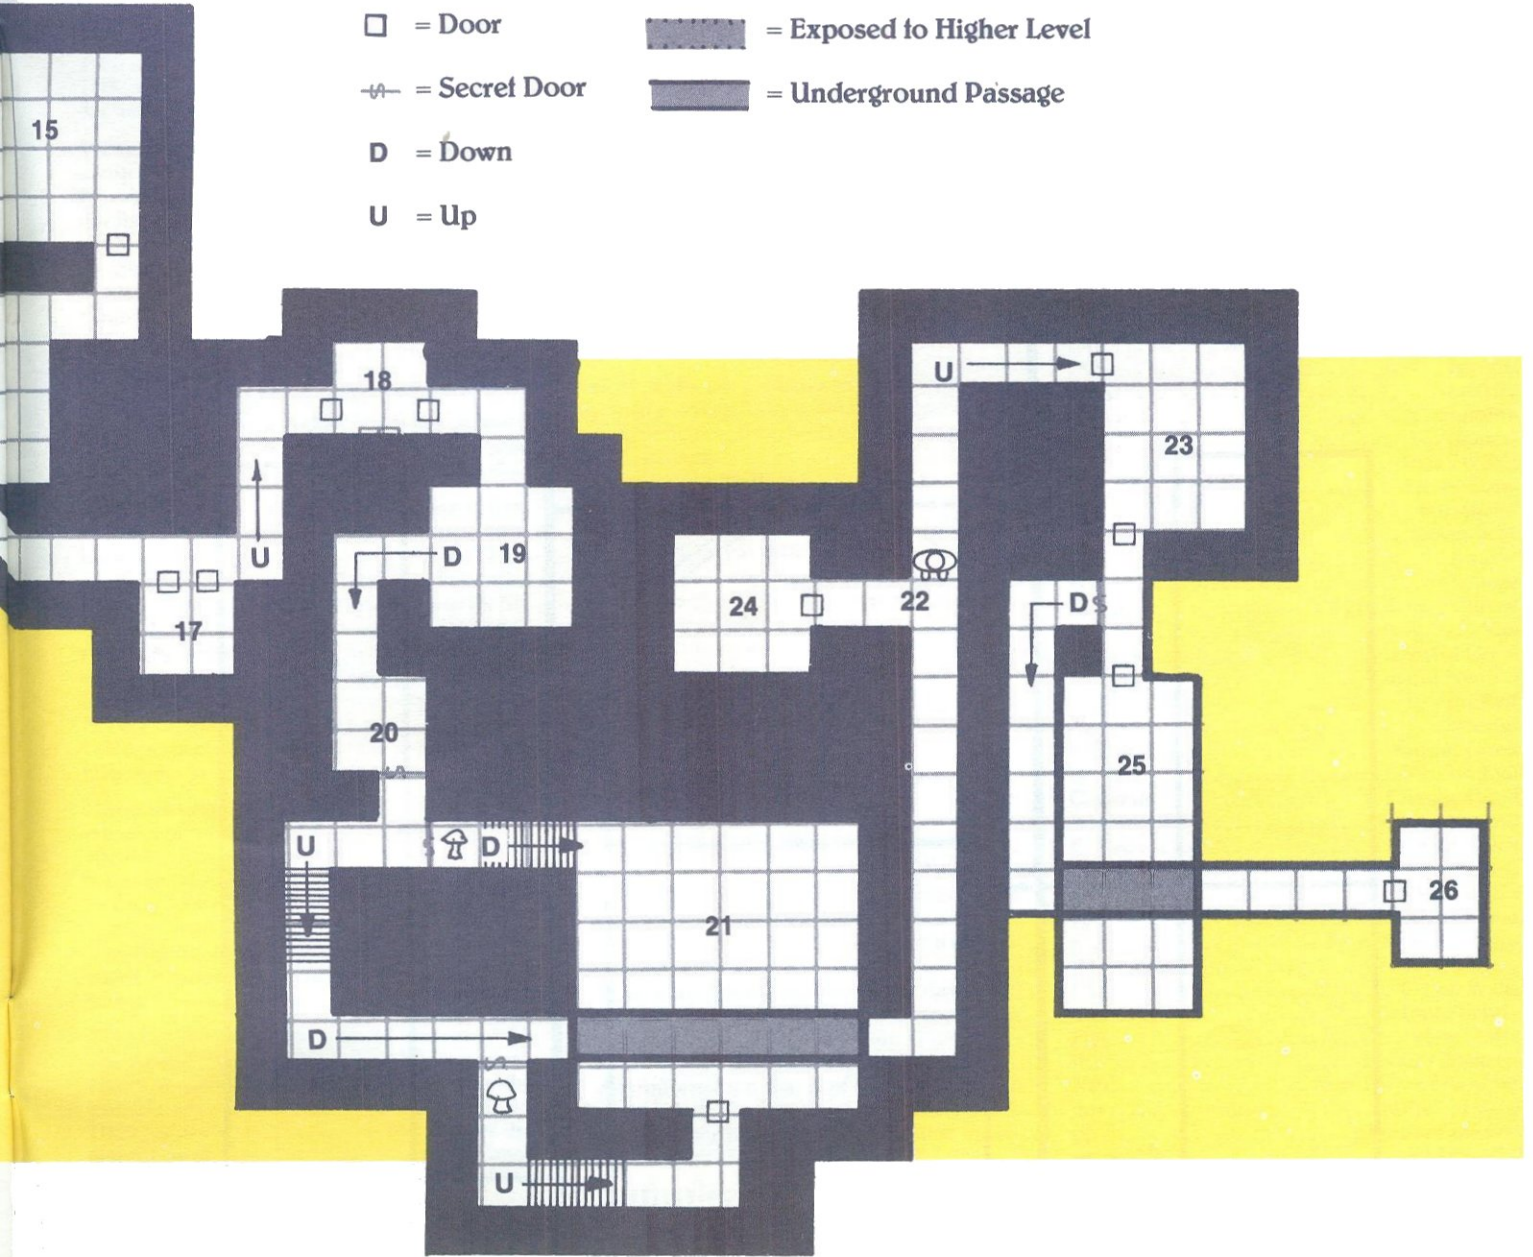 = Door
= Exposed to Higher Level
= Secret Door
= Underground Passage
D = Down
U = Up
15
18
U
23
U
D
19
24
22
D S
17
20
25
U
S
D
26
21
D
U